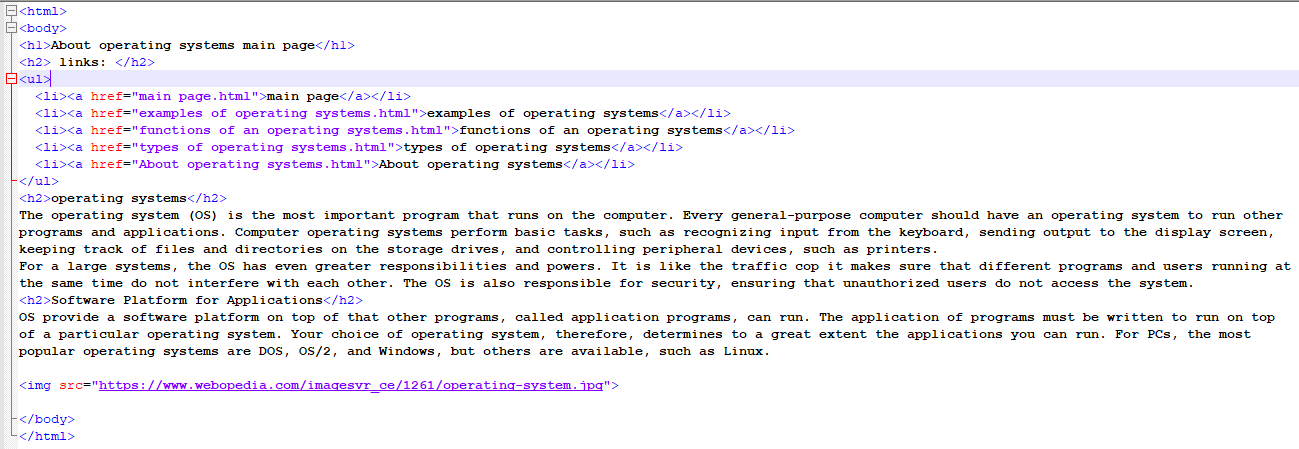 <html>
<body>
<h1>About operating systems main page</h1>
<h2> links: </h2>
<ul>
<li><a href="main page.html">main page</a></li>
<li><a href="examples of operating systems.html">examples of operating systems</a></li>
<li><a href="functions of an operating systems.html">functions of an operating systems</a></li>
<li><a href="types of operating systems.html">types of operating systems</a></li>
<li><a href="About operating systems.html">About operating systems</a></li>
</ul>
<h2>operating systems</h2>
The operating system (OS) is the most important program that runs on the computer. Every general-purpose computer should have an operating system to run other
programs and applications. Computer operating systems perform basic tasks, such as recognizing input from the keyboard, sending output to the display screen,
keeping track of files and directories on the storage drives, and controlling peripheral devices, such as printers.
For a large systems, the OS has even greater responsibilities and powers. It is like the traffic cop it makes sure that different programs and users running at
the same time do not interfere with each other. The OS is also responsible for security, ensuring that unauthorized users do not access the system.
<h2>Software Platform for Applications</h2>
OS provide a software platform on top of that other programs, called application programs, can run. The application of programs must be written to run on top
of a particular operating system. Your choice of operating system, therefore, determines to a great extent the applications you can run. For PCs, the most
popular operating systems are DOS, OS/2, and Windows, but others are available, such as Linux.
<img src="https://www.webopedia.com/imagesvr_ce/1261/operating-system.jpg">
</body>
</html>